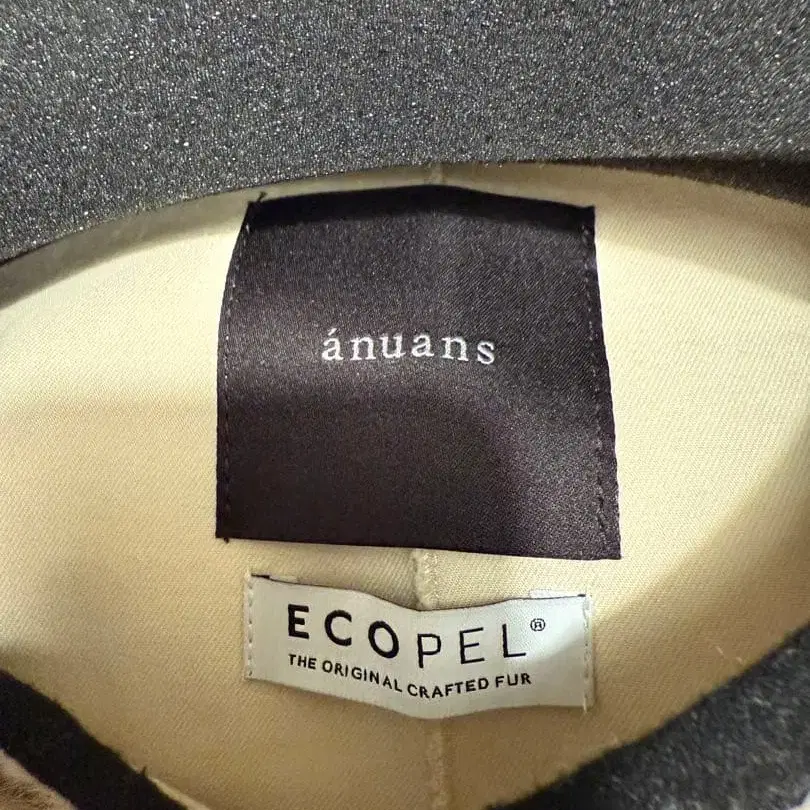 ánuans
ECOPEL®
THE ORIGINAL CRAFTED FUR